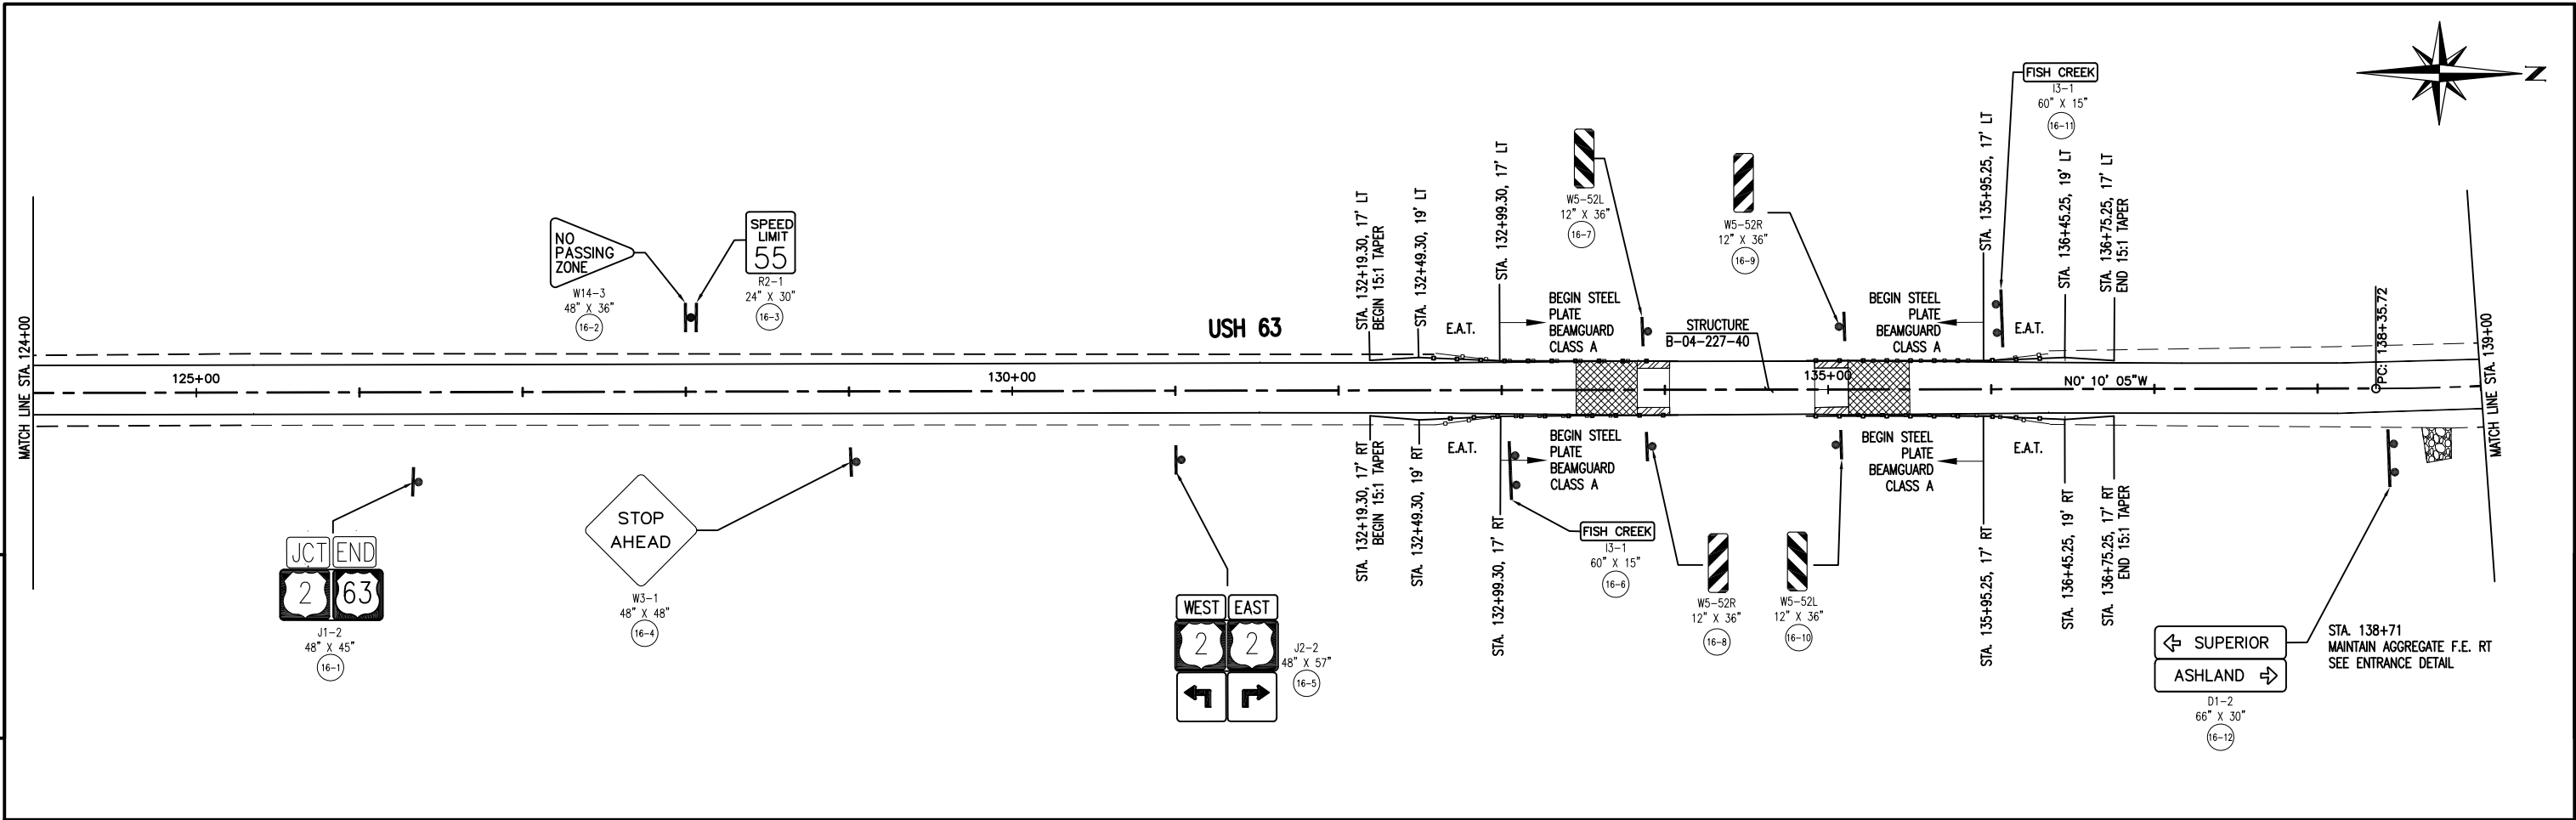 N
MATCH LINE STA. 124+00
125+00
130+00
135+00
USH 63
NO
PASSING
ZONE
W14-3
48" X 36"
16-2
SPEED
LIMIT
55
R2-1
24" X 30"
16-3
STA. 132+19.30, 17' LT
BEGIN 15:1 TAPER
STA. 132+49.30, 19' LT
E.A.T.
STA. 132+99.30, 17' LT
BEGIN STEEL
PLATE
BEAMGUARD
CLASS A
W5-52L
12" X 36"
16-7
STRUCTURE
B-04-227-40
W5-52R
12" X 36"
16-9
BEGIN STEEL
PLATE
BEAMGUARD
CLASS A
STA. 135+95.25, 17' LT
FISH CREEK
I3-1
60" X 15"
16-11
E.A.T.
STA. 136+45.25, 19' LT
STA. 136+75.25, 17' LT
END 15:1 TAPER
N0° 10' 05"W
PC: 138+35.72
MATCH LINE STA. 139+00
JCT END
2 63
J1-2
48" X 45"
16-1
STOP
AHEAD
W3-1
48" X 48"
16-4
WEST EAST
2 2
J2-2
48" X 57"
16-5
STA. 132+19.30, 17' RT
BEGIN 15:1 TAPER
STA. 132+49.30, 19' RT
E.A.T.
STA. 132+99.30, 17' RT
BEGIN STEEL
PLATE
BEAMGUARD
CLASS A
FISH CREEK
I3-1
60" X 15"
16-6
W5-52R
12" X 36"
16-8
W5-52L
12" X 36"
16-10
BEGIN STEEL
PLATE
BEAMGUARD
CLASS A
STA. 135+95.25, 17' RT
E.A.T.
STA. 136+45.25, 19' RT
STA. 136+75.25, 17' RT
END 15:1 TAPER
SUPERIOR
ASHLAND
D1-2
66" X 30"
16-12
STA. 138+71
MAINTAIN AGGREGATE F.E. RT
SEE ENTRANCE DETAIL